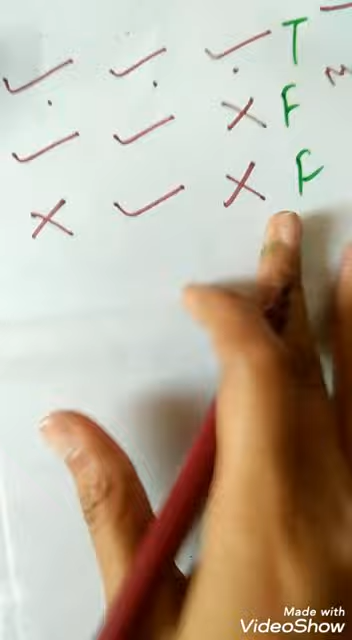 ✓ ✓ ✓ T
✓ ✓ ✗ F
✗ ✓ ✗ F
Made with
VideoShow